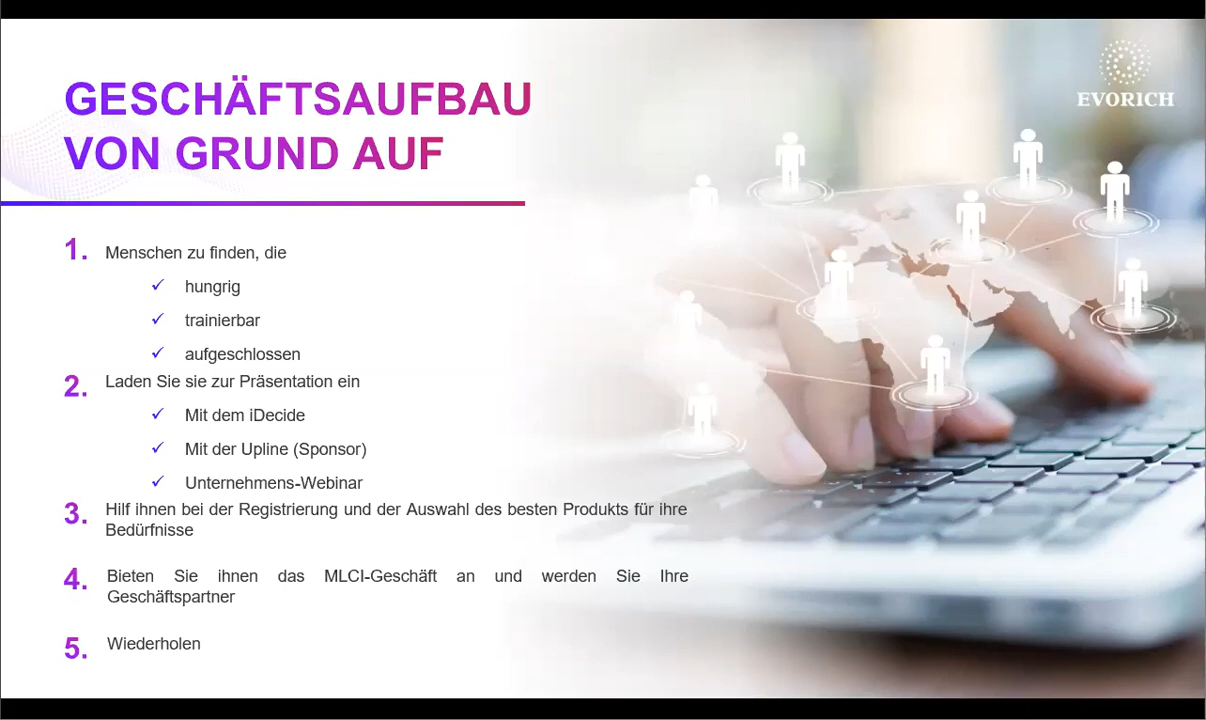 EVORICH
GESCHÄFTSAUFBAU
VON GRUND AUF
1. Menschen zu finden, die
✓ hungrig
✓ trainierbar
✓ aufgeschlossen
2. Laden Sie sie zur Präsentation ein
✓ Mit dem iDecide
✓ Mit der Upline (Sponsor)
✓ Unternehmens-Webinar
3. Hilf ihnen bei der Registrierung und der Auswahl des besten Produkts für ihre
Bedürfnisse
4. Bieten Sie ihnen das MLCI-Geschäft an und werden Sie Ihre
Geschäftspartner
5. Wiederholen